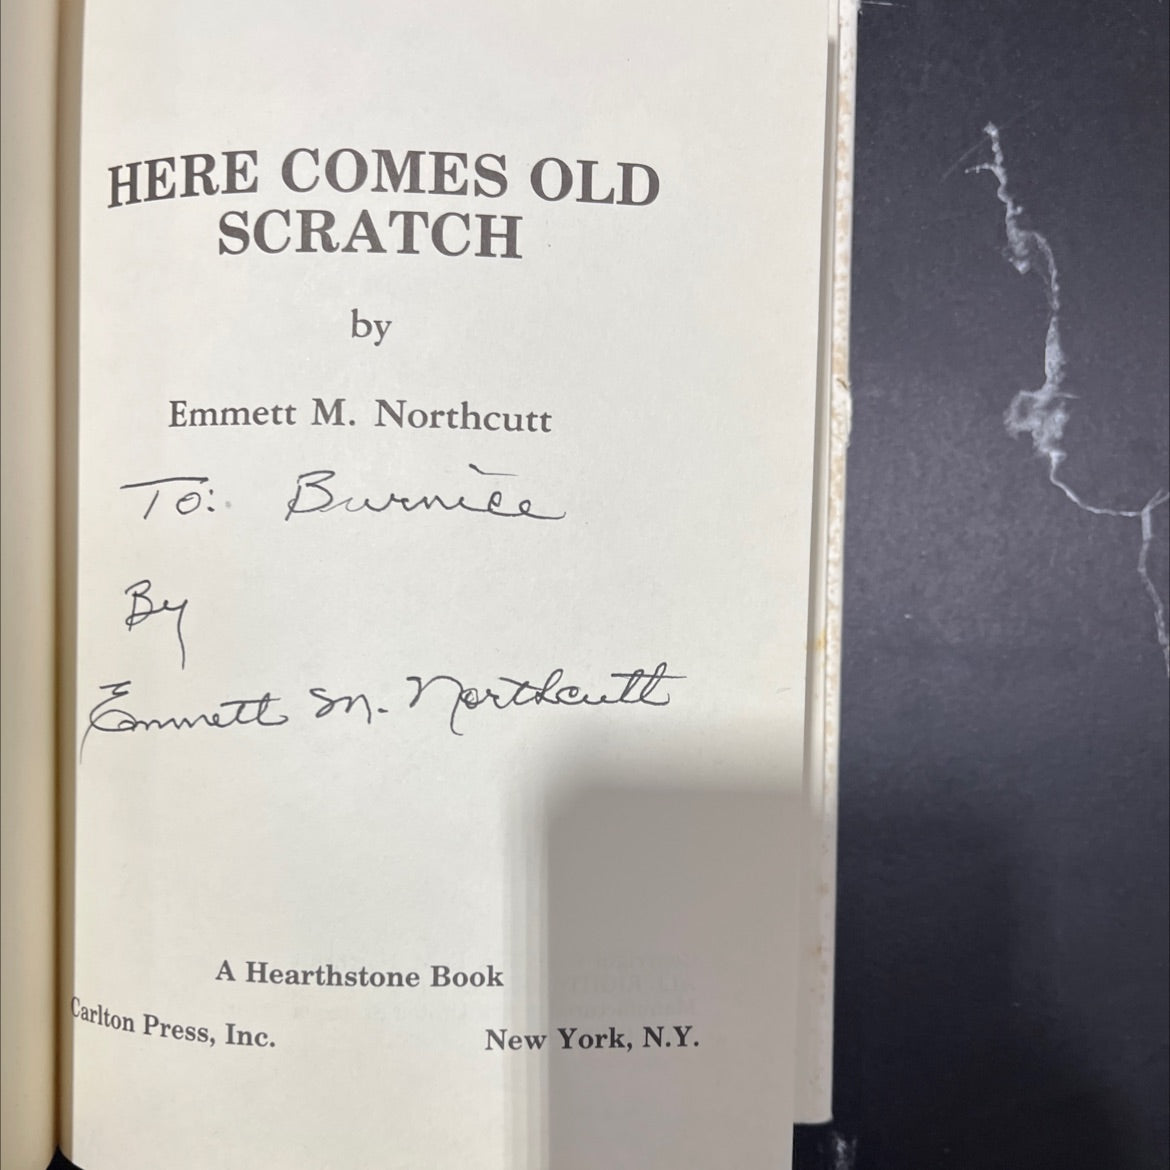 HERE COMES OLD
SCRATCH
by
Emmett M. Northcutt
To: Burnice
By
Emmett M. Northcutt
A Hearthstone Book
Carlton Press, Inc. New York, N.Y.